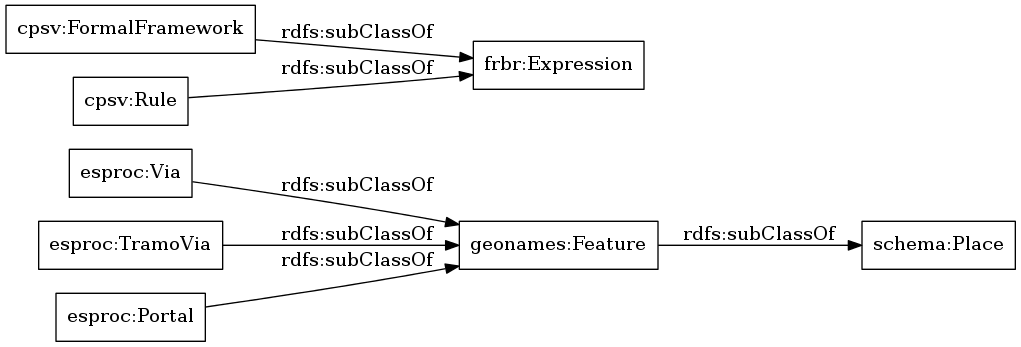 cpsv:FormalFramework
rdfs:subClassOf
frbr:Expression
rdfs:subClassOf
cpsv:Rule
esproc:Via
rdfs:subClassOf
esproc:TramoVia
rdfs:subClassOf
geonames:Feature
rdfs:subClassOf
schema:Place
rdfs:subClassOf
esproc:Portal